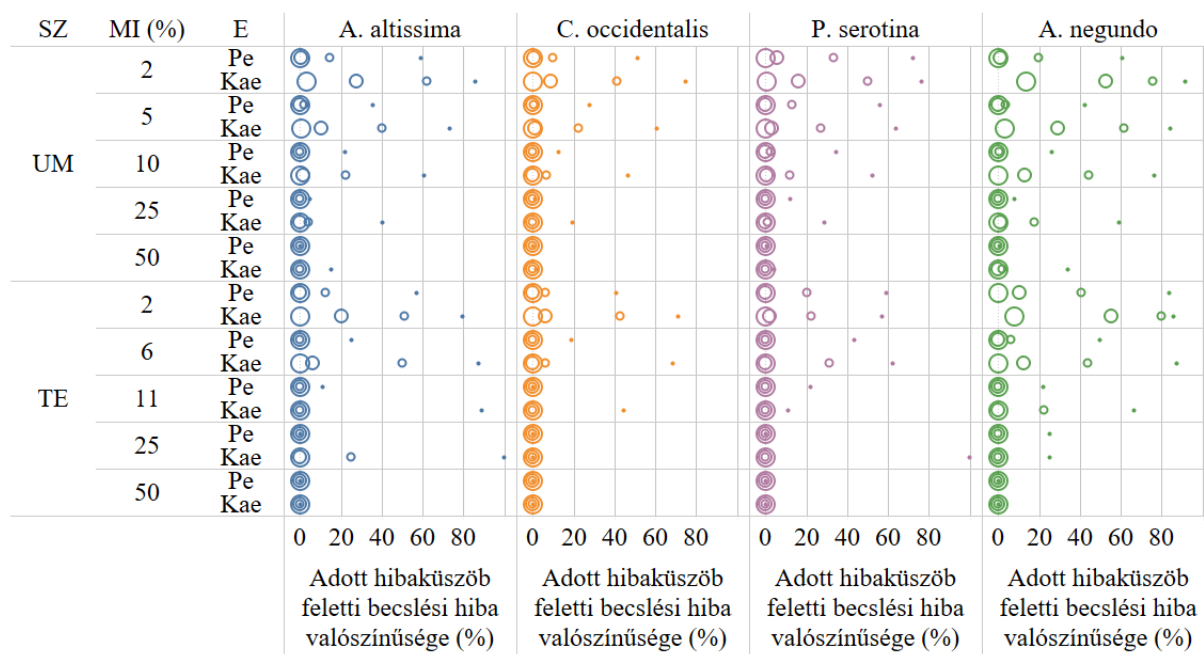 SZ MI (%) E A. altissima C. occidentalis P. serotina A. negundo
Pe
2
Kae
Pe
5
Kae
Pe
UM 10
Kae
Pe
25
Kae
Pe
50
Kae
Pe
2
Kae
Pe
6
Kae
Pe
TE 11
Kae
Pe
25
Kae
Pe
50
Kae
0 20 40 60 80 0 20 40 60 80 0 20 40 60 80 0 20 40 60 80
Adott hibaküszöb Adott hibaküszöb Adott hibaküszöb Adott hibaküszöb
feletti becslési hiba feletti becslési hiba feletti becslési hiba feletti becslési hiba
valószínűsége (%) valószínűsége (%) valószínűsége (%) valószínűsége (%)